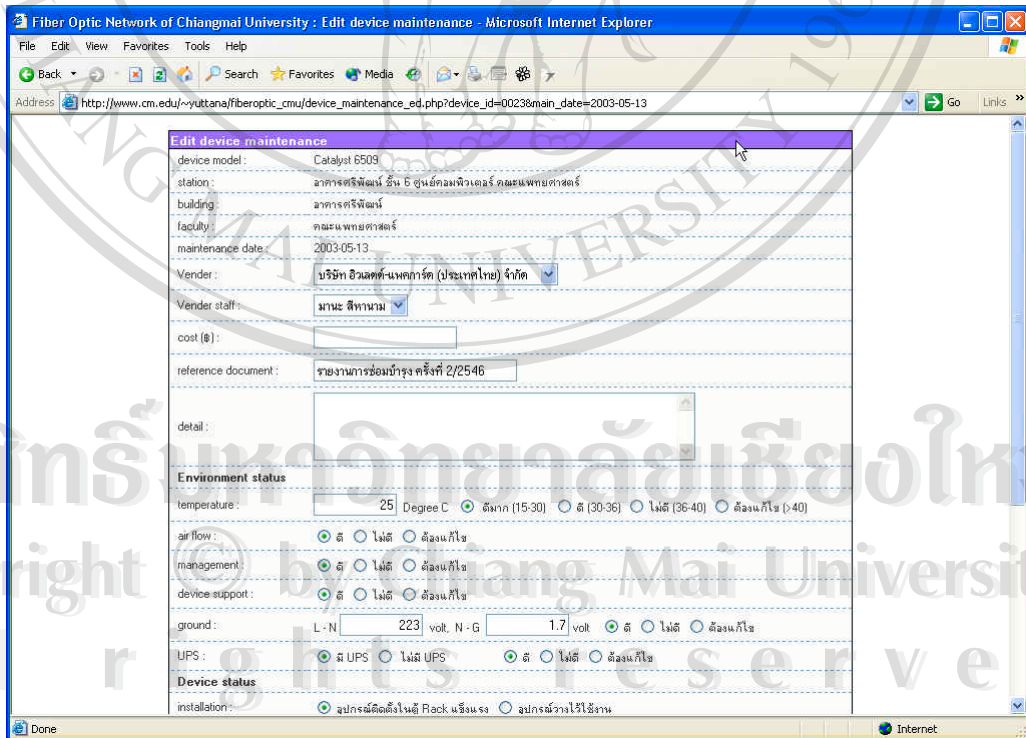 Fiber Optic Network of Chiangmai University : Edit device maintenance - Microsoft Internet Explorer
File Edit View Favorites Tools Help
Back Search Favorites Media
Address http://www.cm.edu/~yuttana/fiberoptic_cmu/device_maintenance_ed.php?device_id=0023&main_date=2003-05-13 Go Links »
Edit device maintenance
device model : Catalyst 6509
station : อาคารศรีพัฒน์ ชั้น 6 ศูนย์คอมพิวเตอร์ คณะแพทยศาสตร์
building : อาคารศรีพัฒน์
faculty : คณะแพทยศาสตร์
maintenance date : 2003-05-13
Vender : บริษัท ฮิวเลตต์-แพคการ์ต (ประเทศไทย) จำกัด
Vender staff : มานะ สีหานาม
cost (฿) :
reference document : รายงานการซ่อมบำรุง ครั้งที่ 2/2546
detail :
Environment status
temperature : 25 Degree C ดีมาก (15-30) ดี (30-36) ไม่ดี (36-40) ต้องแก้ไข (>40)
air flow : ดี ไม่ดี ต้องแก้ไข
management : ดี ไม่ดี ต้องแก้ไข
device support : ดี ไม่ดี ต้องแก้ไข
ground : L - N 223 volt, N - G 1.7 volt ดี ไม่ดี ต้องแก้ไข
UPS : มี UPS ไม่มี UPS ดี ไม่ดี ต้องแก้ไข
Device status
installation : อุปกรณ์ติดตั้งในตู้ Rack แข็งแรง อุปกรณ์วางไว้ใช้งาน
Done Internet
ANG MAI UNIVERSITY
มหาวิทยาลัยเชียงให
right © by Chiang Mai Universit
rights reserve